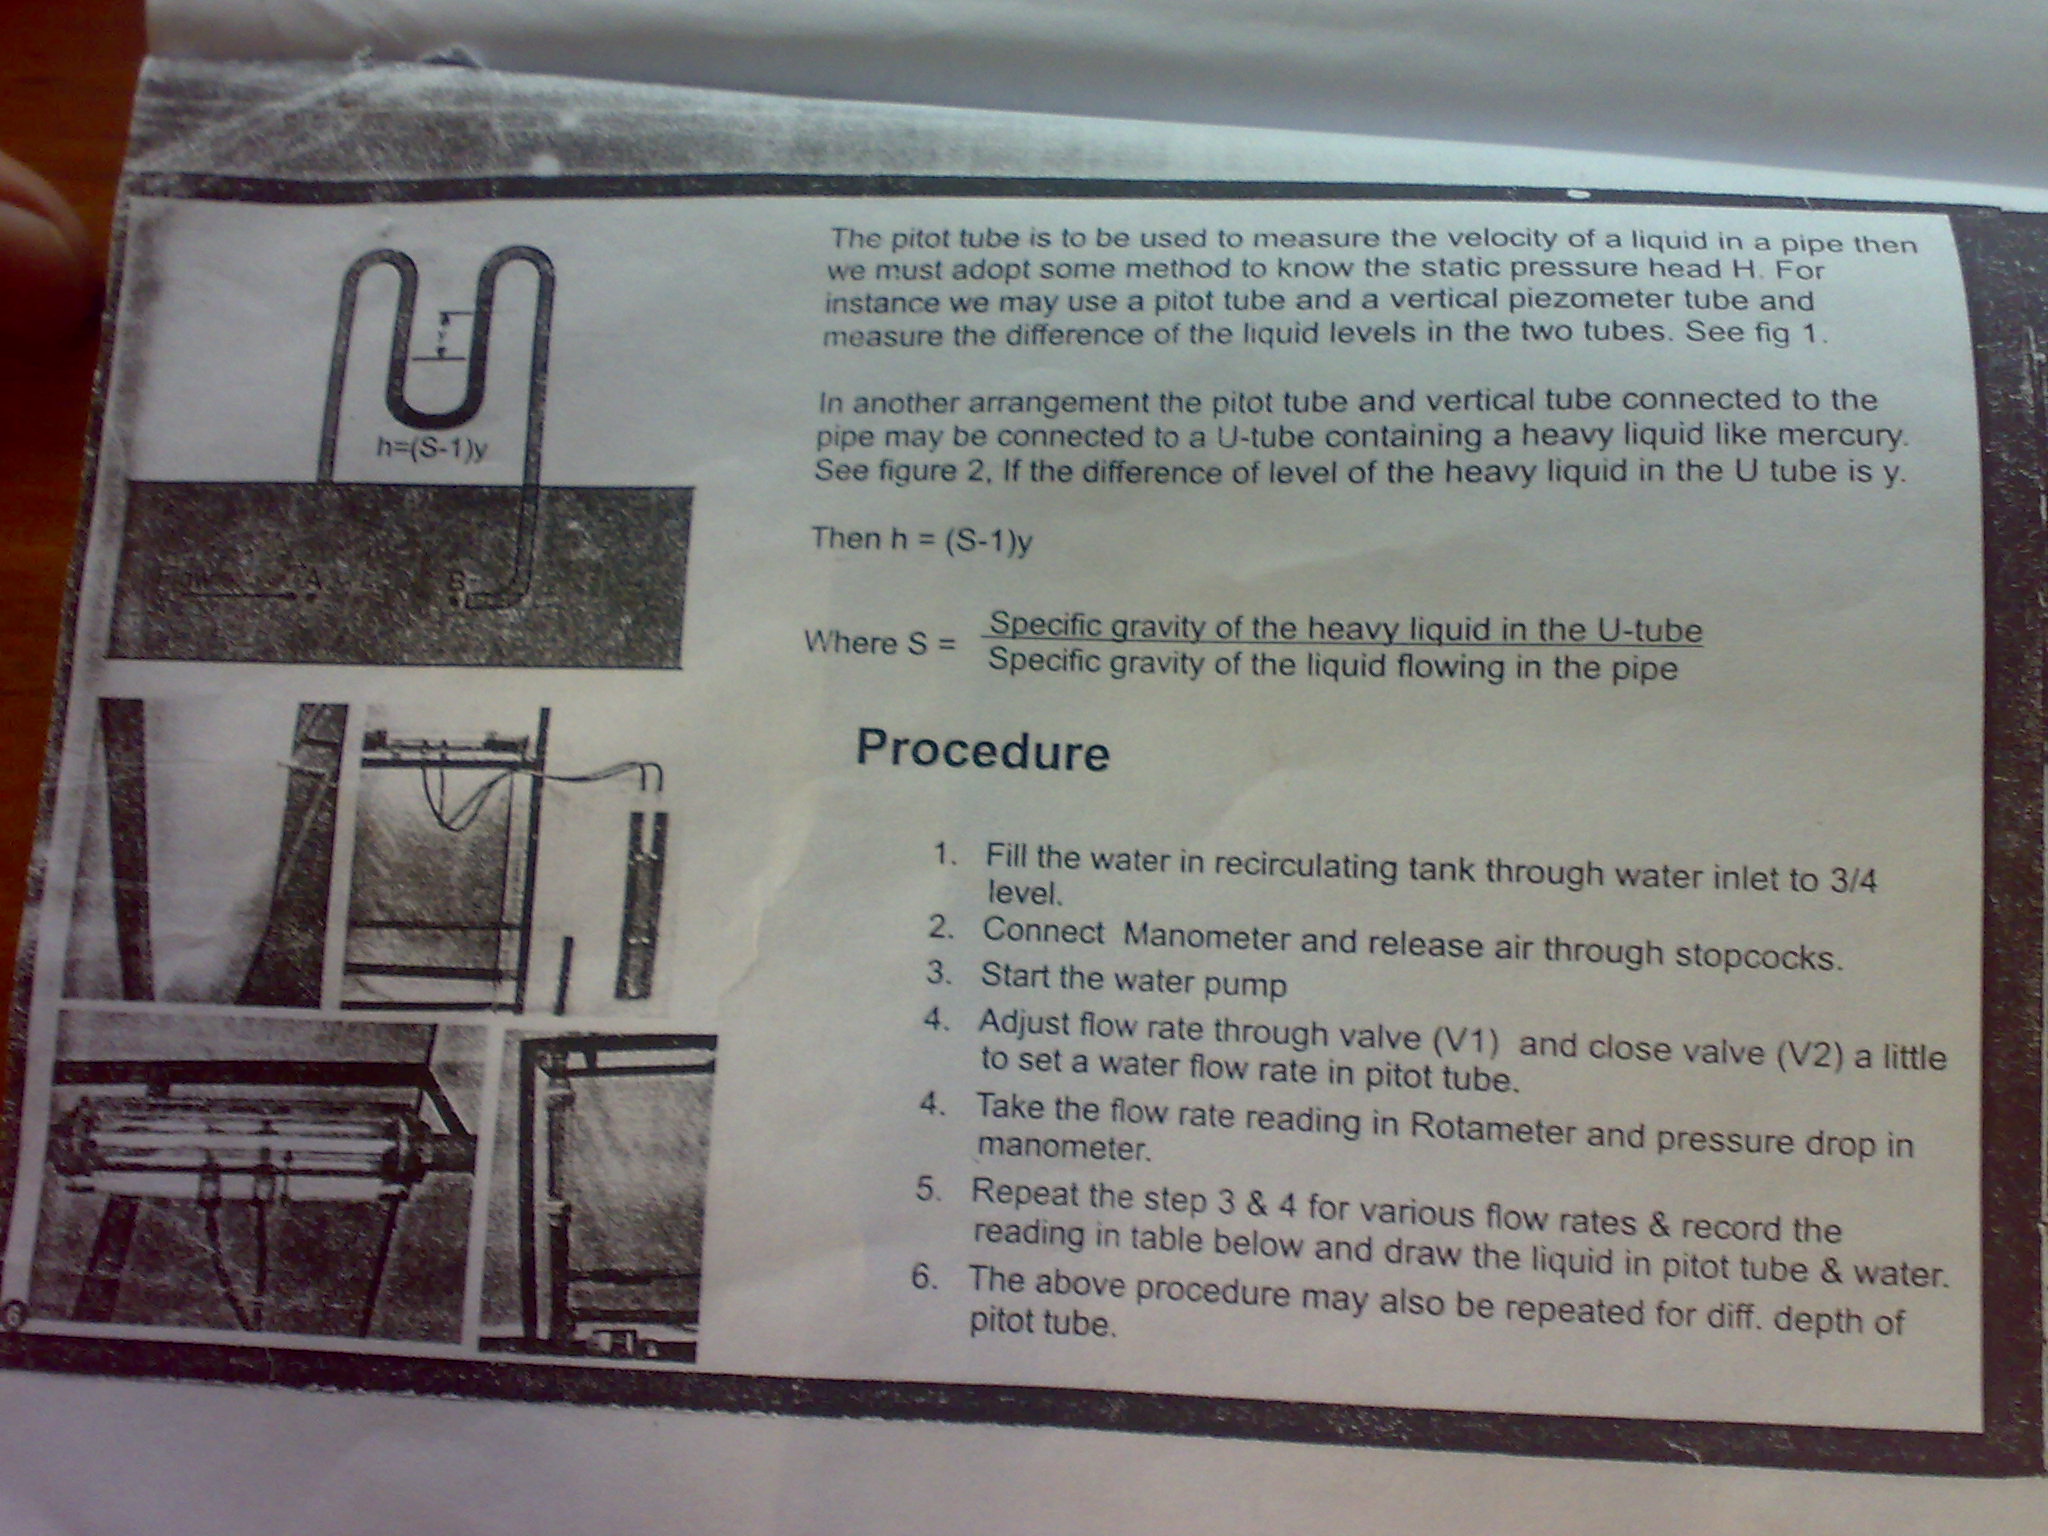 The pitot tube is to be used to measure the velocity of a liquid in a pipe then
we must adopt some method to know the static pressure head H. For
instance we may use a pitot tube and a vertical piezometer tube and
measure the difference of the liquid levels in the two tubes. See fig 1.
In another arrangement the pitot tube and vertical tube connected to the
pipe may be connected to a U-tube containing a heavy liquid like mercury.
See figure 2, If the difference of level of the heavy liquid in the U tube is y.
Then h = (S-1)y
Where S =
Specific gravity of the heavy liquid in the U-tube
Specific gravity of the liquid flowing in the pipe
Y
h=(S-1)y
Flow
A
B
Procedure
1. Fill the water in recirculating tank through water inlet to 3/4
level.
2. Connect Manometer and release air through stopcocks.
3. Start the water pump
4. Adjust flow rate through valve (V1) and close valve (V2) a little
to set a water flow rate in pitot tube.
4. Take the flow rate reading in Rotameter and pressure drop in
manometer.
5. Repeat the step 3 & 4 for various flow rates & record the
reading in table below and draw the liquid in pitot tube & water.
6. The above procedure may also be repeated for diff. depth of
pitot tube.
6